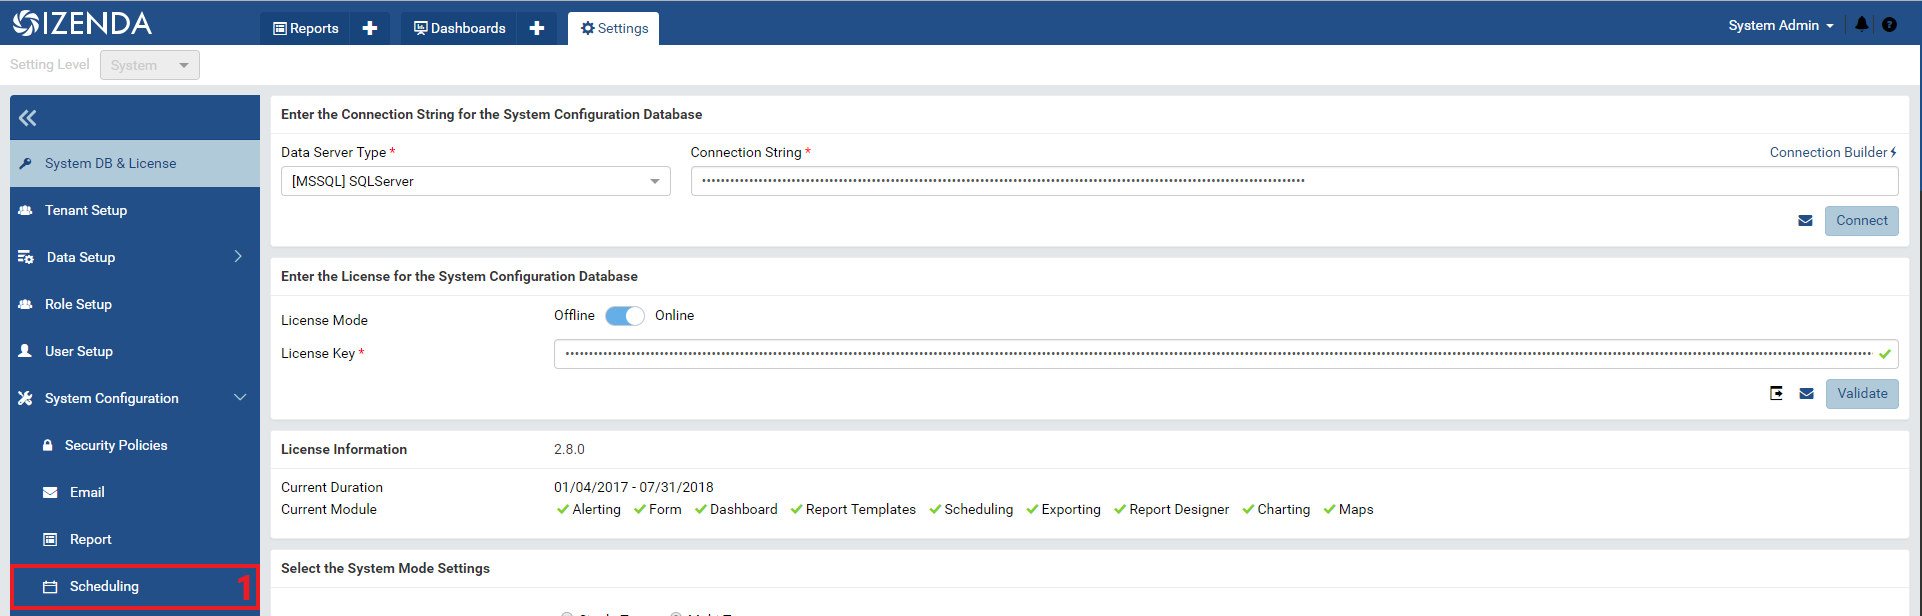 IZENDA
Reports + Dashboards + Settings System Admin
Setting Level System
System DB & License
Tenant Setup
Data Setup
Role Setup
User Setup
System Configuration
Security Policies
Email
Report
Scheduling 1
Enter the Connection String for the System Configuration Database
Data Server Type * Connection String * Connection Builder
[MSSQL] SQLServer
Connect
Enter the License for the System Configuration Database
License Mode Offline Online
License Key *
Validate
License Information 2.8.0
Current Duration 01/04/2017 - 07/31/2018
Current Module Alerting Form Dashboard Report Templates Scheduling Exporting Report Designer Charting Maps
Select the System Mode Settings